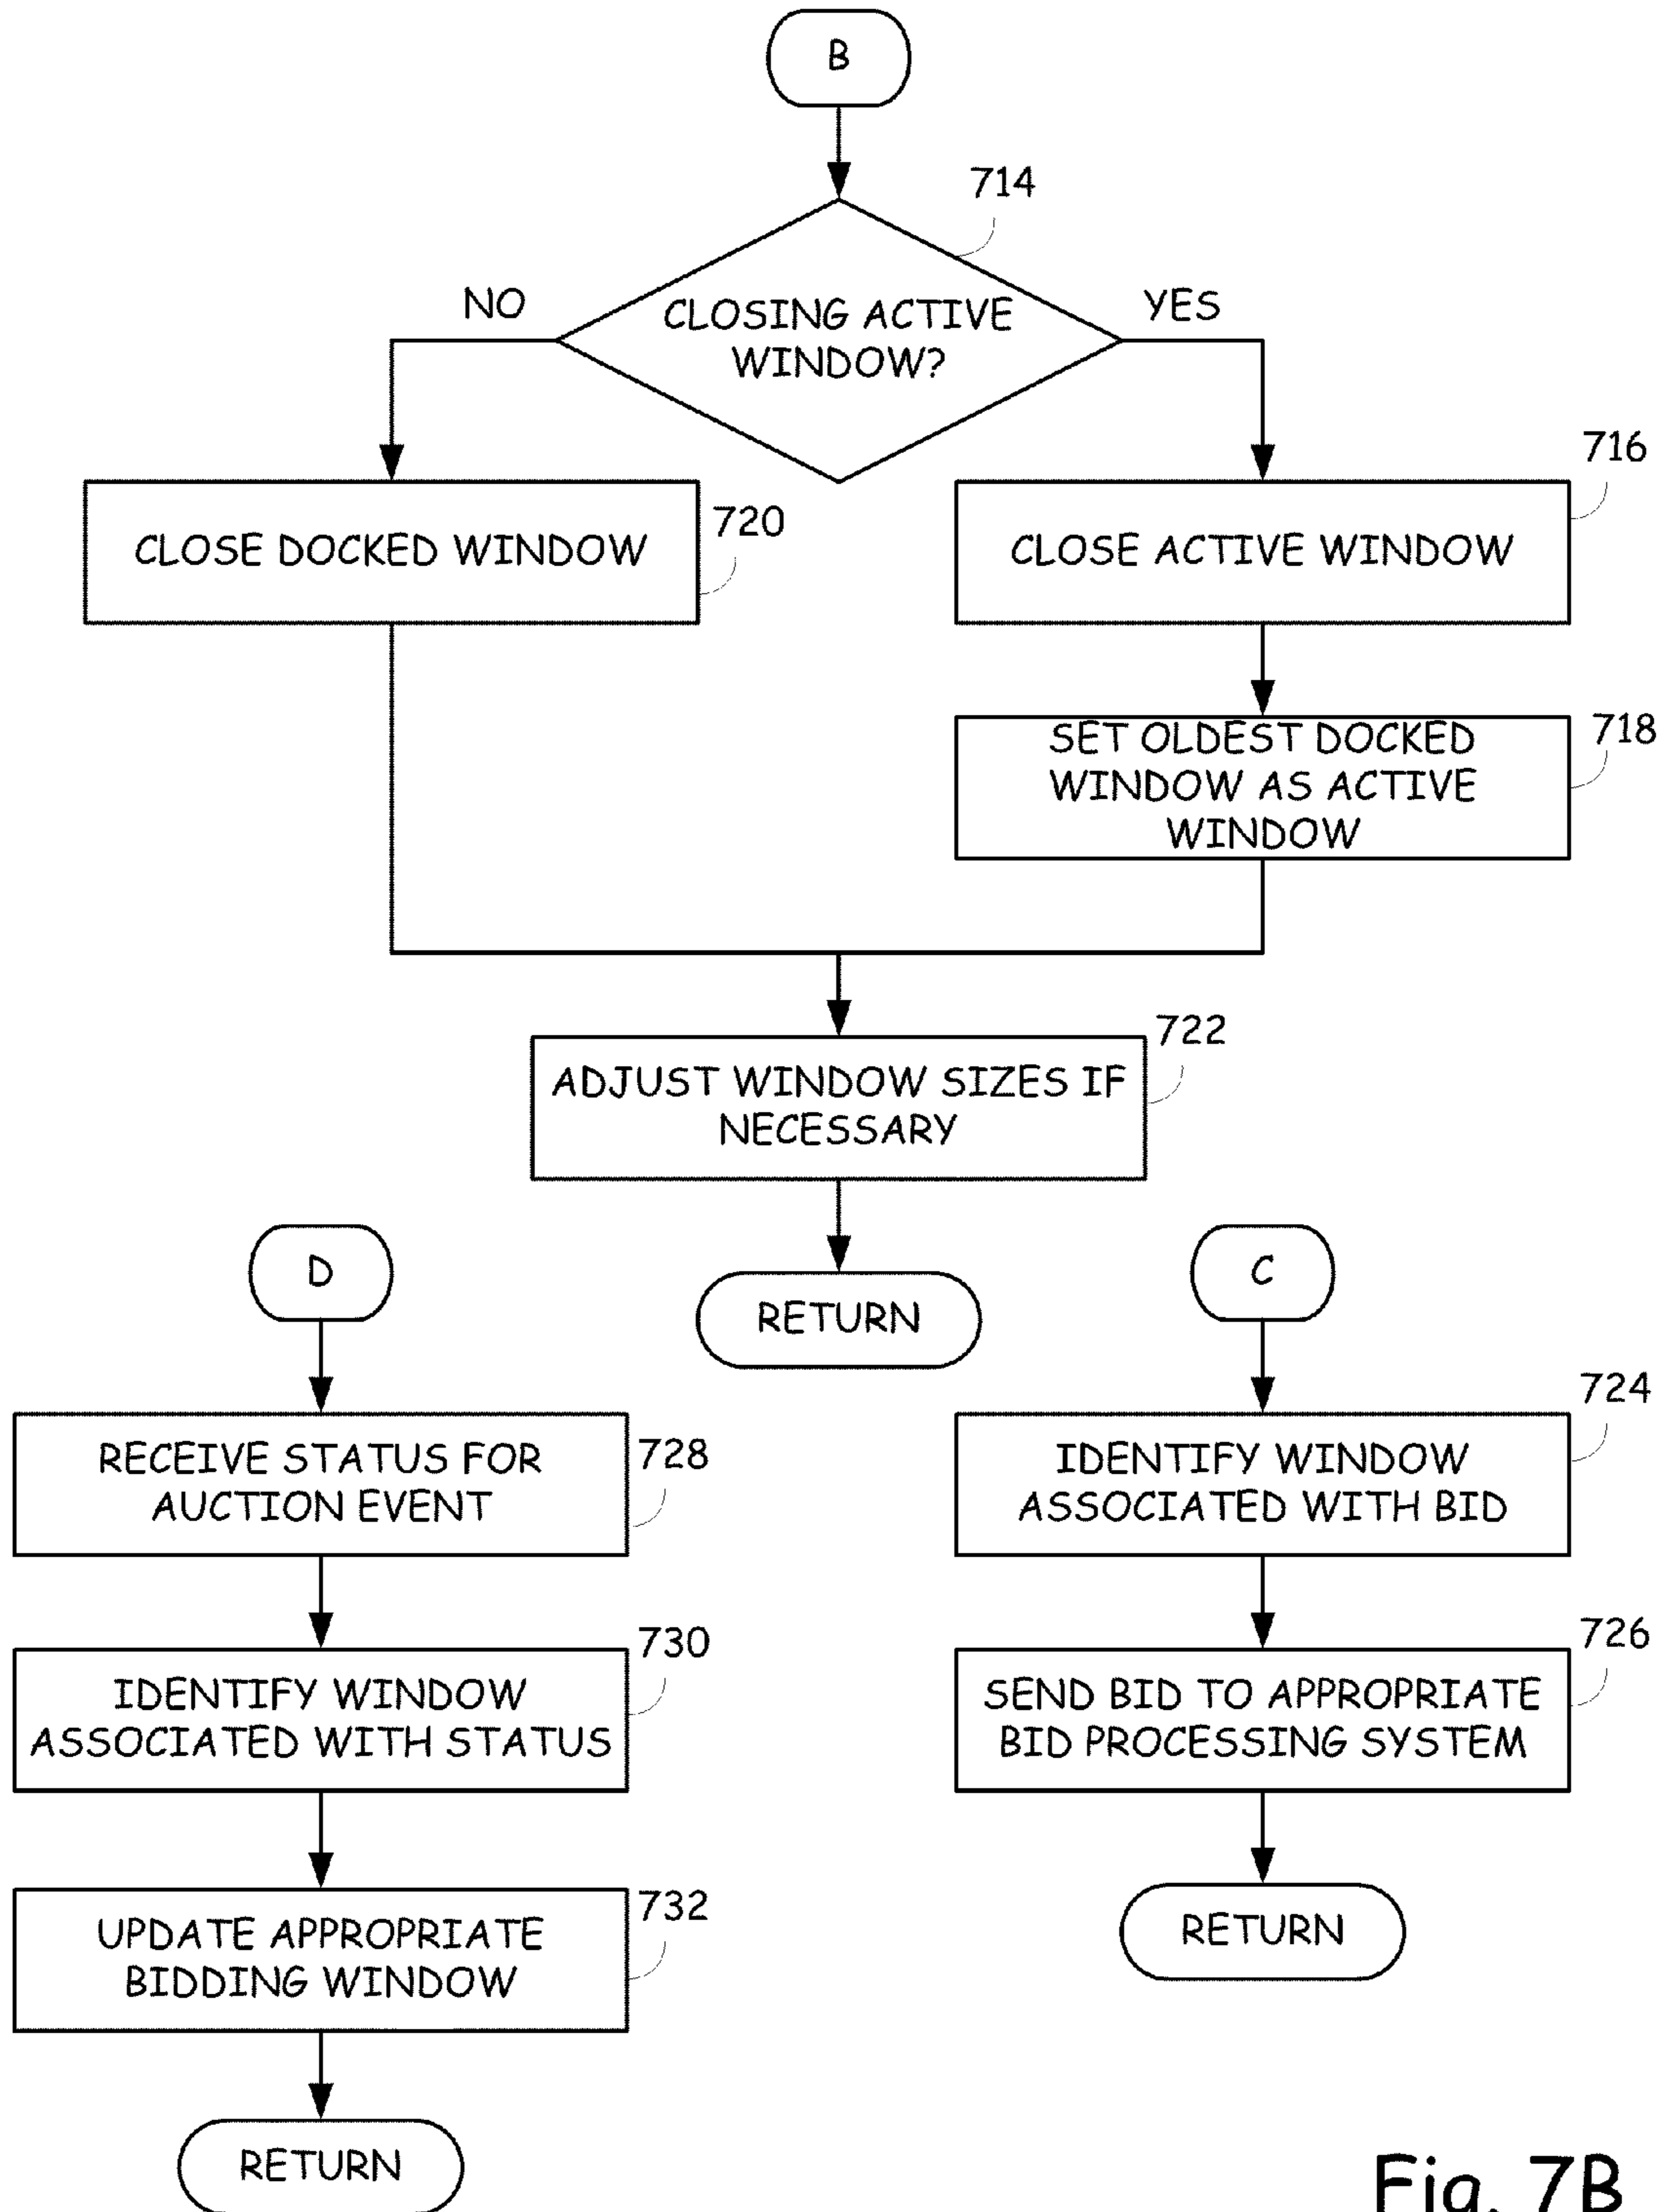 B
714
NO
YES
CLOSING ACTIVE
WINDOW?
716
720
CLOSE DOCKED WINDOW
CLOSE ACTIVE WINDOW
718
SET OLDEST DOCKED
WINDOW AS ACTIVE
WINDOW
722
ADJUST WINDOW SIZES IF
NECESSARY
D
C
RETURN
724
728
RECEIVE STATUS FOR
AUCTION EVENT
IDENTIFY WINDOW
ASSOCIATED WITH BID
730
726
IDENTIFY WINDOW
ASSOCIATED WITH STATUS
SEND BID TO APPROPRIATE
BID PROCESSING SYSTEM
732
UPDATE APPROPRIATE
BIDDING WINDOW
RETURN
RETURN
Fig. 7B